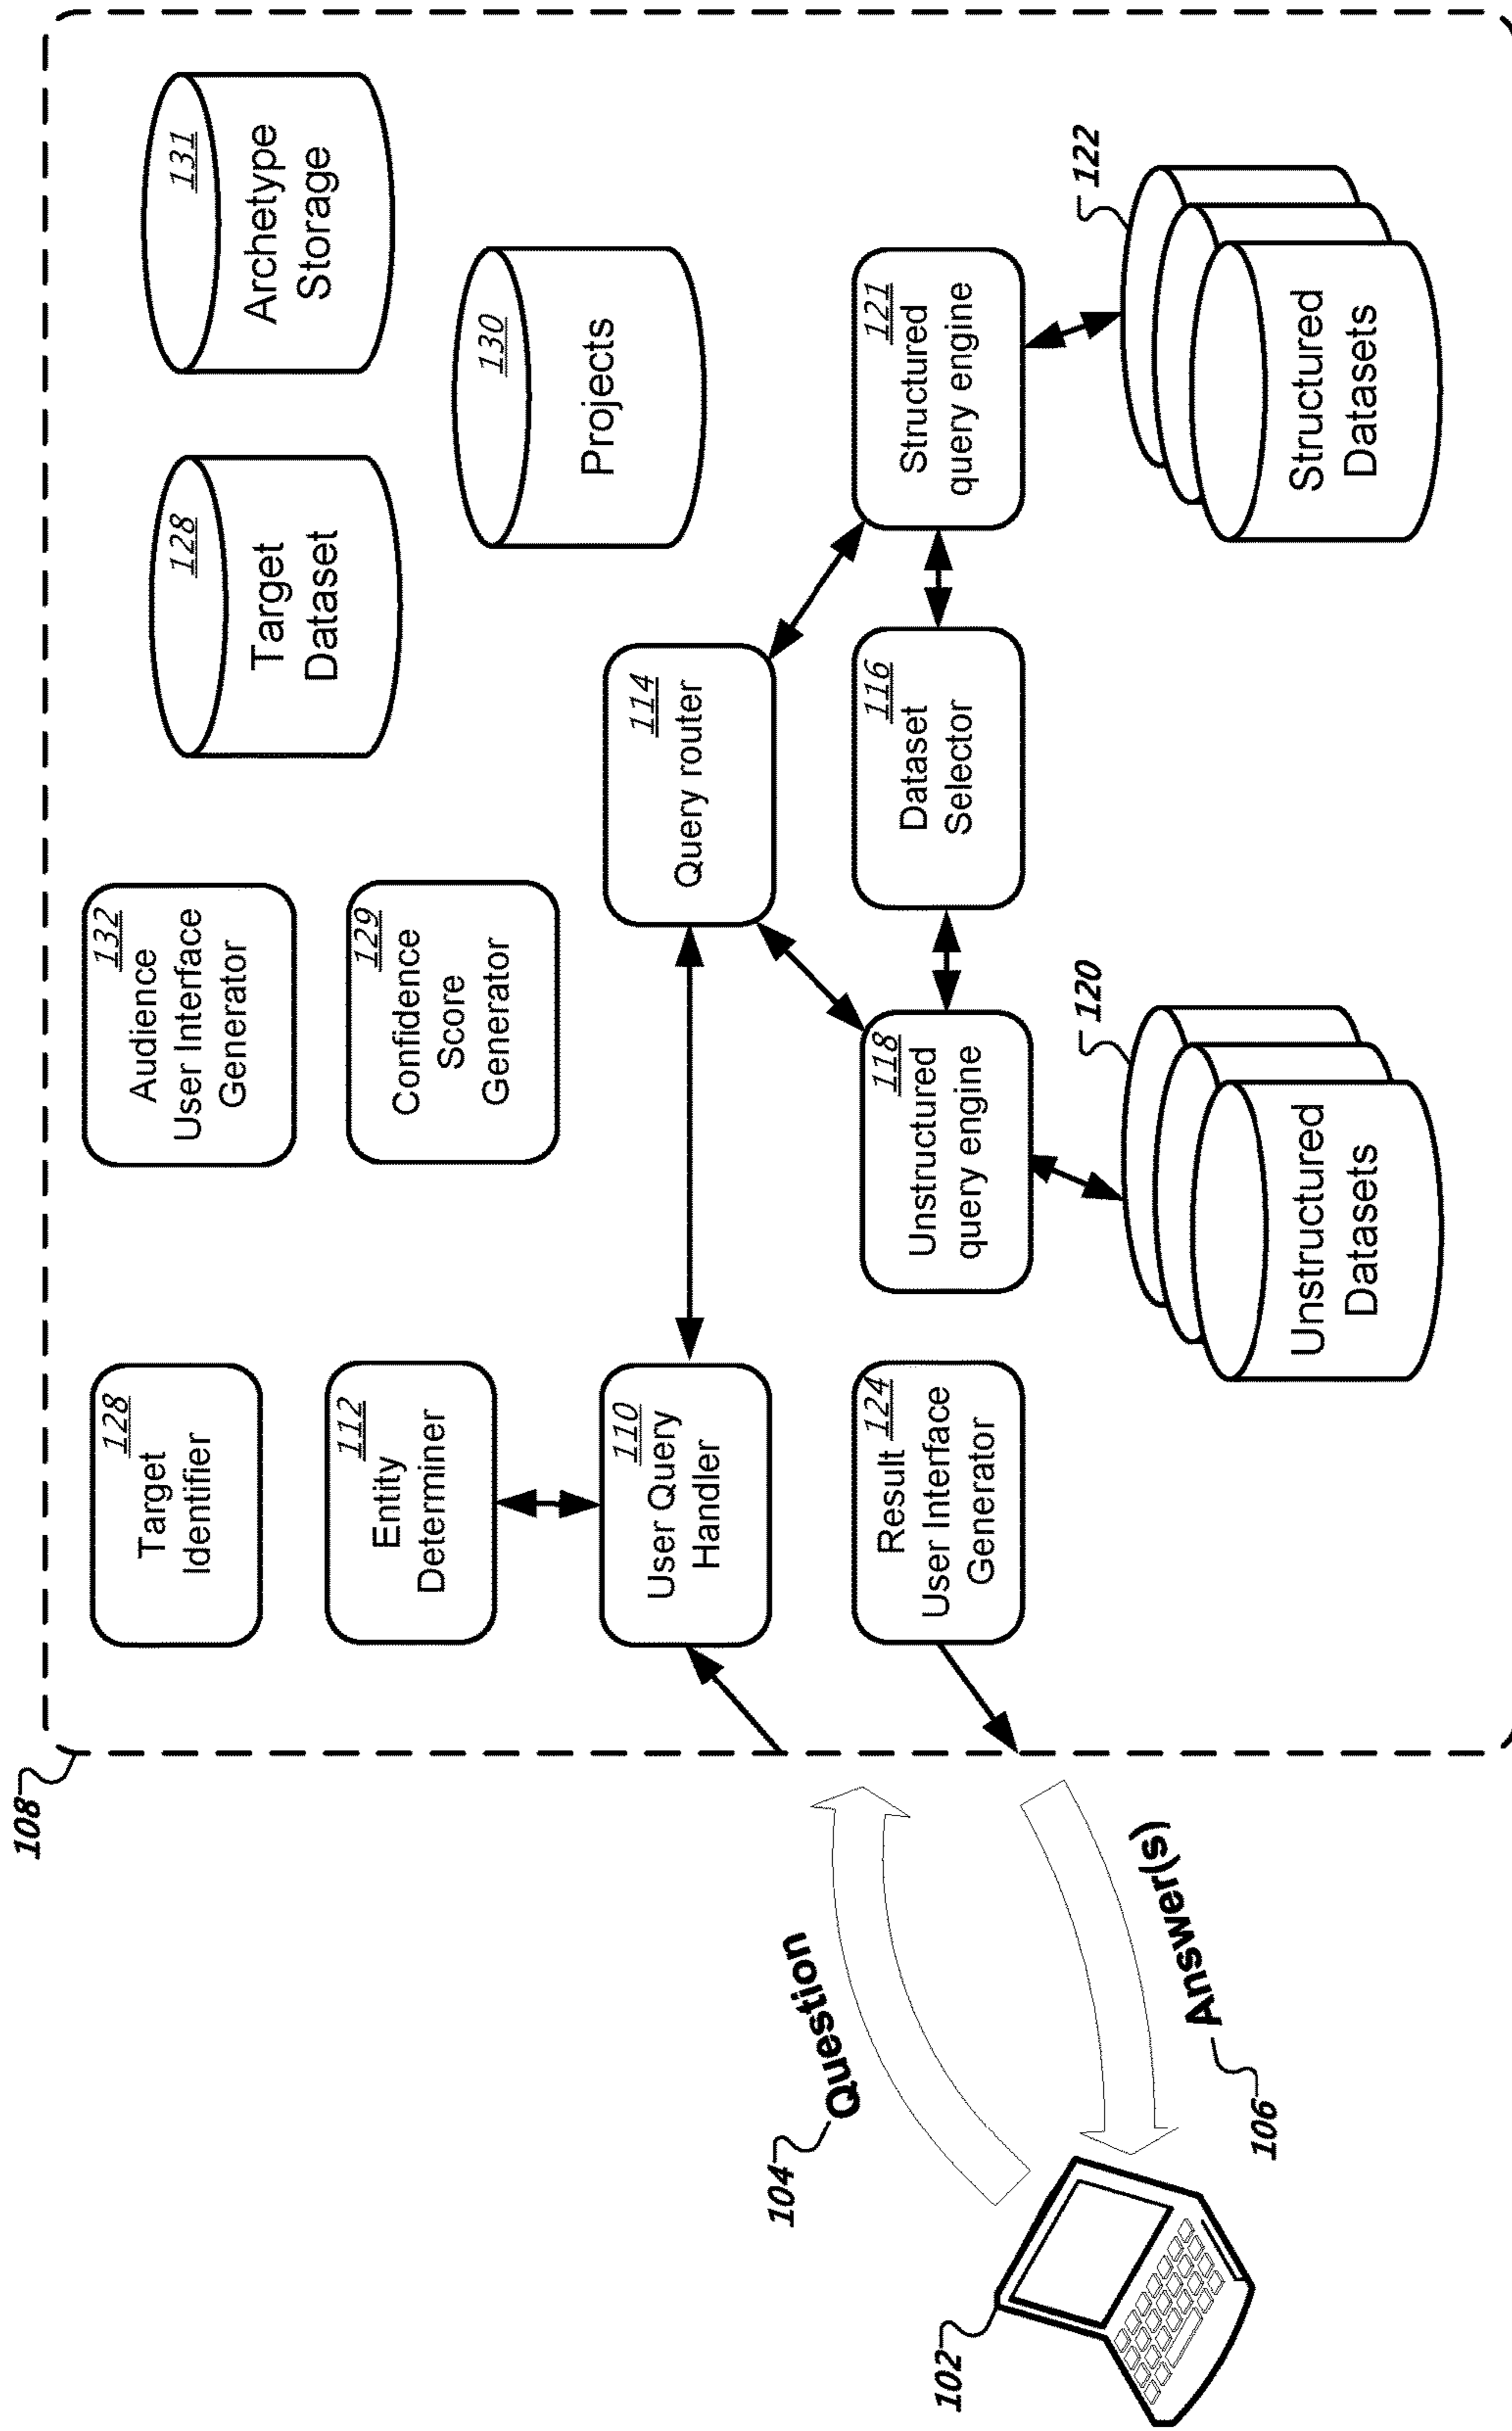 108
128
Target
Identifier
132
Audience
User Interface
Generator
128
Target
Dataset
131
Archetype
Storage
112
Entity
Determiner
129
Confidence
Score
Generator
130
Projects
110
User Query
Handler
114
Query router
104
Question
124
Result
User Interface
Generator
118
Unstructured
query engine
116
Dataset
Selector
121
Structured
query engine
102
106
Answer(s)
120
Unstructured
Datasets
122
Structured
Datasets